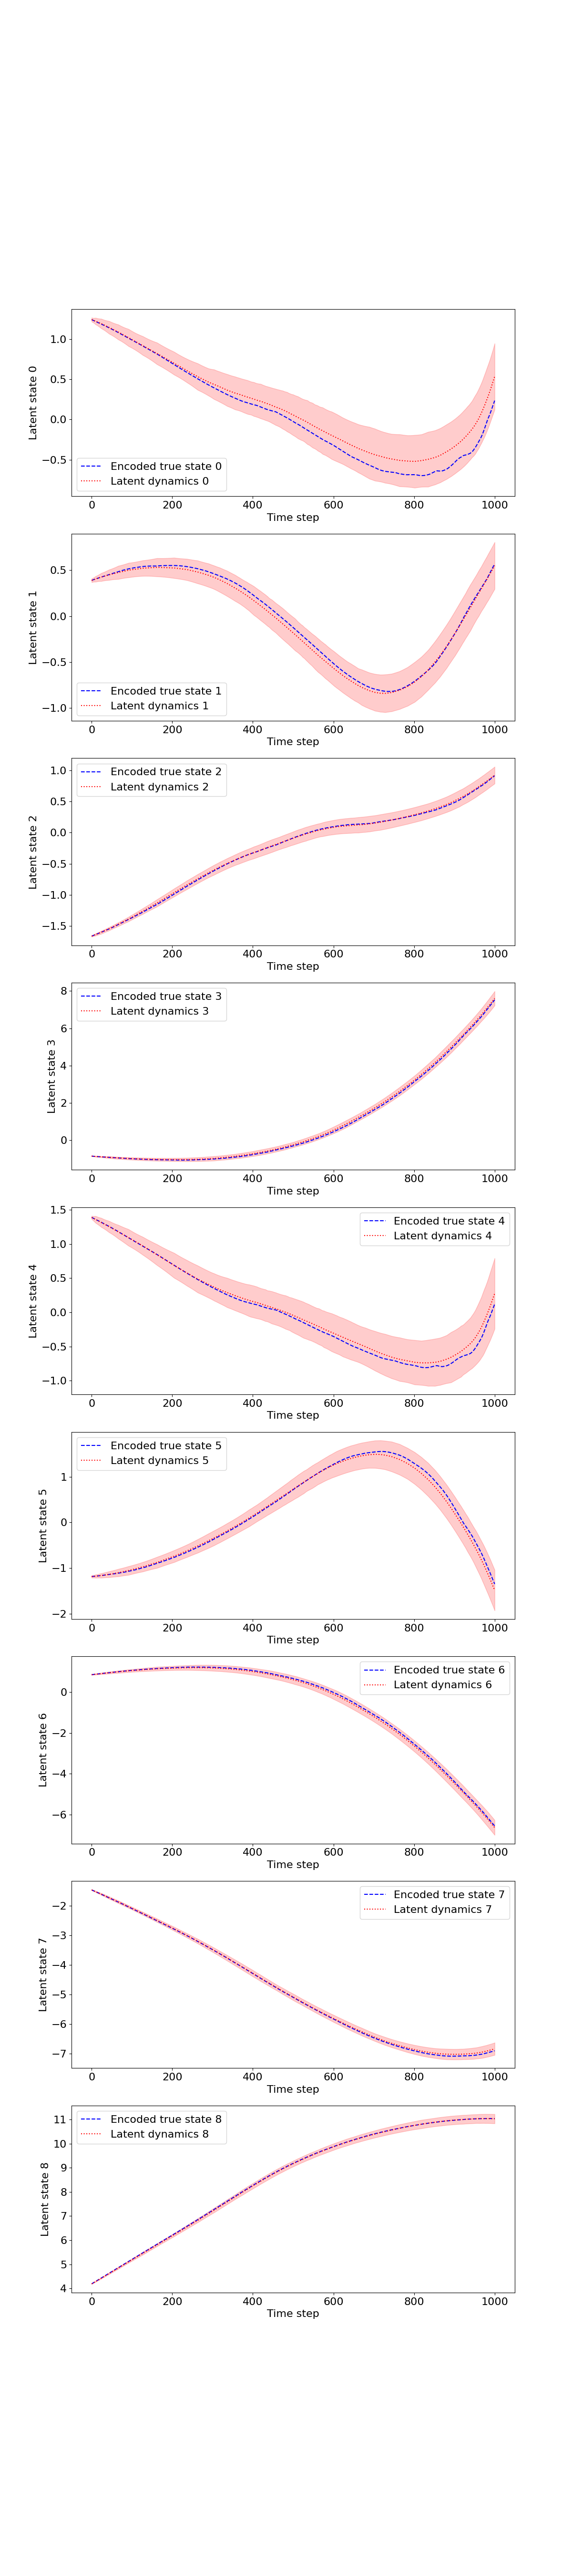 1.0
0.5
0.0
−0.5
Latent state 0
Encoded true state 0
Latent dynamics 0
0 200 400 600 800 1000
Time step
0.5
0.0
−0.5
−1.0
Latent state 1
Encoded true state 1
Latent dynamics 1
0 200 400 600 800 1000
Time step
1.0
0.5
0.0
−0.5
−1.0
−1.5
Latent state 2
Encoded true state 2
Latent dynamics 2
0 200 400 600 800 1000
Time step
8
6
4
2
0
Latent state 3
Encoded true state 3
Latent dynamics 3
0 200 400 600 800 1000
Time step
1.5
1.0
0.5
0.0
−0.5
−1.0
Latent state 4
Encoded true state 4
Latent dynamics 4
0 200 400 600 800 1000
Time step
1
0
−1
−2
Latent state 5
Encoded true state 5
Latent dynamics 5
0 200 400 600 800 1000
Time step
0
−2
−4
−6
Latent state 6
Encoded true state 6
Latent dynamics 6
0 200 400 600 800 1000
Time step
−2
−3
−4
−5
−6
−7
Latent state 7
Encoded true state 7
Latent dynamics 7
0 200 400 600 800 1000
Time step
11
10
9
8
7
6
5
4
Latent state 8
Encoded true state 8
Latent dynamics 8
0 200 400 600 800 1000
Time step